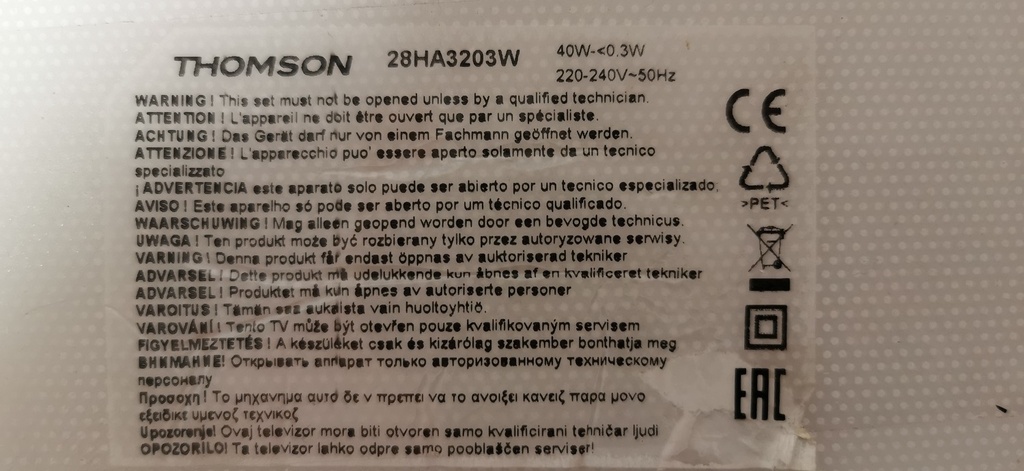 THOMSON 28HA3203W 40W-<0.3W
220-240V~50Hz
WARNING! This set must not be opened unless by a qualified technician.
ATTENTION! L'appareil ne doit être ouvert que par un spécialiste.
ACHTUNG! Das Gerät darf nur von einem Fachmann geöffnet werden.
ATTENZIONE! L'apparecchio puo' essere aperto solamente da un tecnico
specializzato
¡ADVERTENCIA este aparato solo puede ser abierto por un tecnico especializado.
AVISO! Este aparelho só pode ser aberto por um técnico qualificado.
WAARSCHUWING! Mag alleen geopend worden door een bevogde technicus.
UWAGA! Ten produkt może być rozbierany tylko przez autoryzowane serwisy.
VARNING! Denna produkt får endast öppnas av auktoriserad tekniker
ADVARSEL! Dette produkt må udelukkende kun åbnes af en kvalificeret tekniker
ADVARSEL! Produktet må kun åpnes av autoriserte personer
VAROITUS! Tämän saa aukaista vain huoltoyhtiö.
VAROVÁNÍ! Tento TV může být otevřen pouze kvalifikovaným servisem
FIGYELMEZTETÉS! A készüléket csak és kizárólag szakember bonthatja meg
ВНИМАНИЕ! Открывать аппарат только авторизованному техническому
персоналу
Προσοχη! Το μηχανημα αυτό δε ν πρεπει να το ανοιξει κανείς παρα μονο
εξειδικε υμενος τεχνικος
Upozorenje! Ovaj televizor mora biti otvoren samo kvalificirani tehničar ljudi
OPOZORILO! Ta televizor lahko odpre samo pooblaščen serviser!
CE
>PET<
EAC